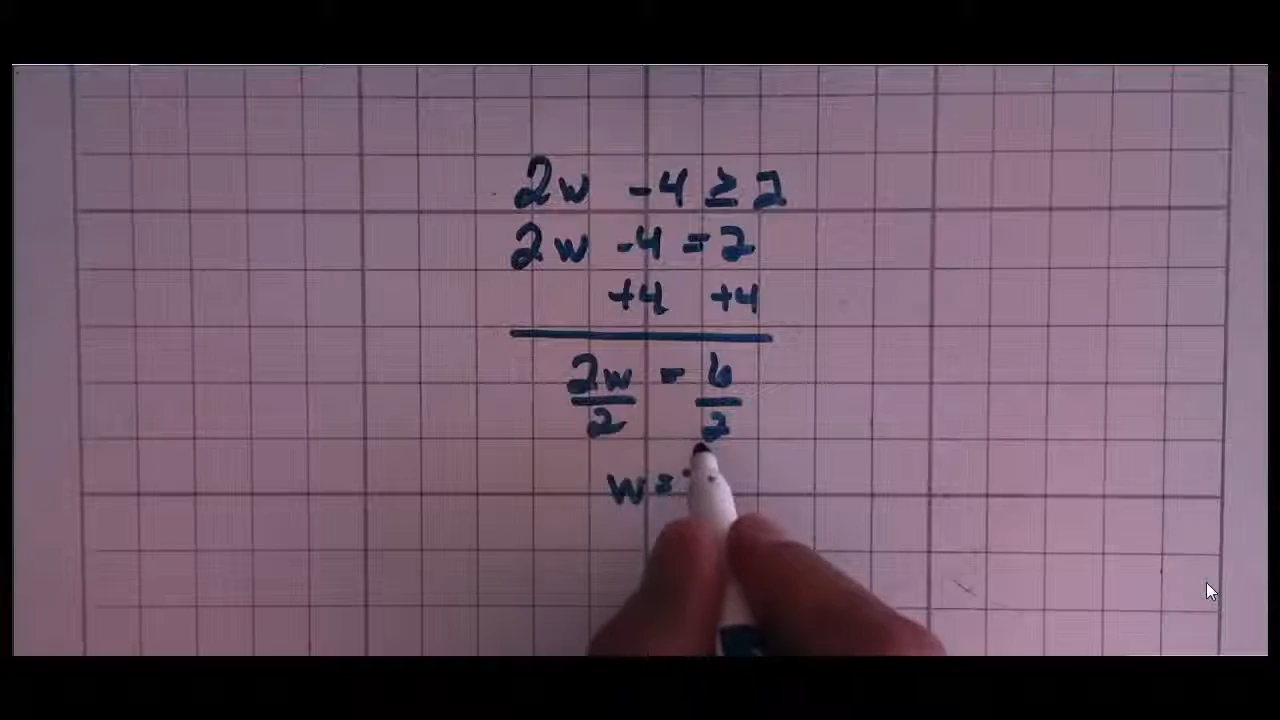 2w -4 ≥ 2
2w -4 = 2
+4 +4
2w = 6
2 2
w =